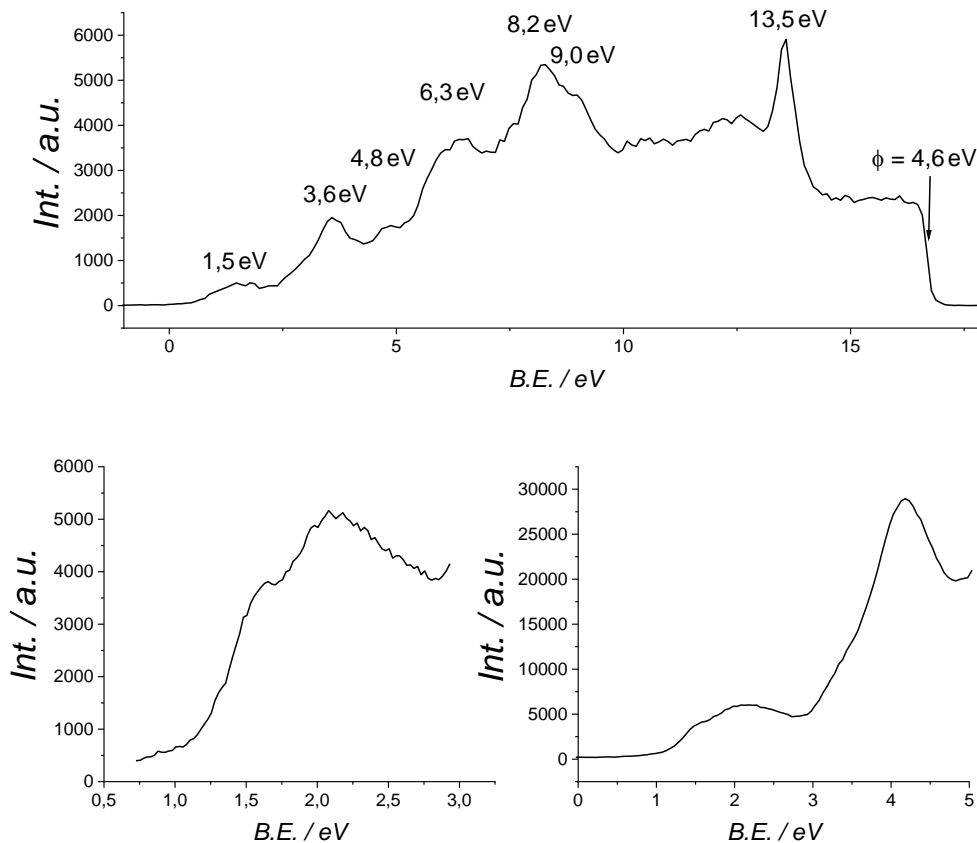 8,2 eV
13,5 eV
9,0 eV
6,3 eV
4,8 eV
ϕ = 4,6 eV
3,6 eV
1,5 eV
Int. / a.u.
6000
5000
4000
3000
2000
1000
0
0
5
10
15
B.E. / eV
Int. / a.u.
6000
5000
4000
3000
2000
1000
0
0,5
1,0
1,5
2,0
2,5
3,0
B.E. / eV
Int. / a.u.
30000
25000
20000
15000
10000
5000
0
0
1
2
3
4
5
B.E. / eV